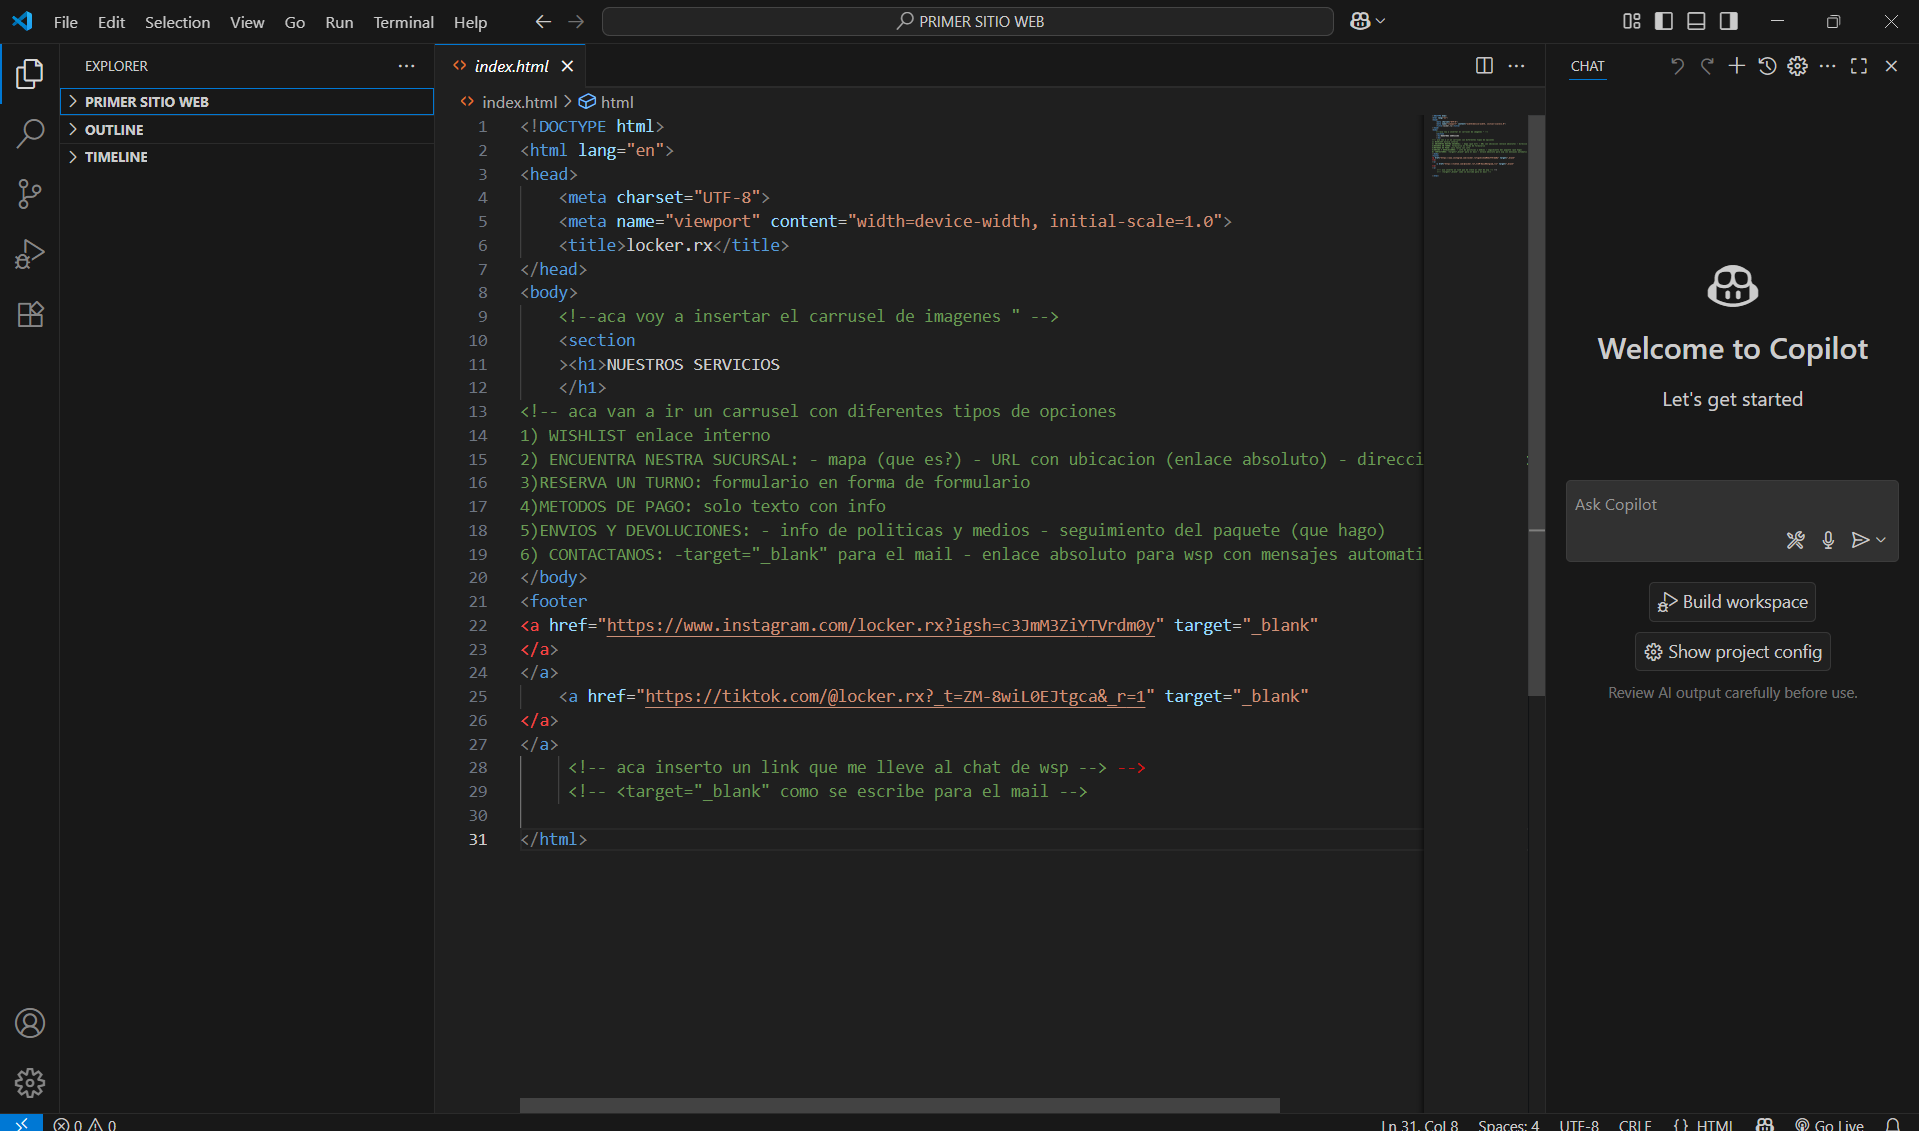 File Edit Selection View Go Run Terminal Help
PRIMER SITIO WEB
EXPLORER
PRIMER SITIO WEB
OUTLINE
TIMELINE
index.html
index.html > html
1 <!DOCTYPE html>
2 <html lang="en">
3 <head>
4 <meta charset="UTF-8">
5 <meta name="viewport" content="width=device-width, initial-scale=1.0">
6 <title>locker.rx</title>
7 </head>
8 <body>
9 <!--aca voy a insertar el carrusel de imagenes " -->
10 <section
11 ><h1>NUESTROS SERVICIOS
12 </h1>
13 <!-- aca van a ir un carrusel con diferentes tipos de opciones
14 1) WISHLIST enlace interno
15 2) ENCUENTRA NESTRA SUCURSAL: - mapa (que es?) - URL con ubicacion (enlace absoluto) - direcci
16 3)RESERVA UN TURNO: formulario en forma de formulario
17 4)METODOS DE PAGO: solo texto con info
18 5)ENVIOS Y DEVOLUCIONES: - info de politicas y medios - seguimiento del paquete (que hago)
19 6) CONTACTANOS: -target="_blank" para el mail - enlace absoluto para wsp con mensajes automati
20 </body>
21 <footer
22 <a href="https://www.instagram.com/locker.rx?igsh=c3JmM3ZiYTVrdm0y" target="_blank"
23 </a>
24 </a>
25 <a href="https://tiktok.com/@locker.rx?_t=ZM-8wiL0EJtgca&_r=1" target="_blank"
26 </a>
27 </a>
28 <!-- aca inserto un link que me lleve al chat de wsp --> -->
29 <!-- <target="_blank" como se escribe para el mail -->
30
31 </html>
CHAT
Welcome to Copilot
Let's get started
Ask Copilot
Build workspace
Show project config
Review AI output carefully before use.
0 0
Ln 31, Col 8 Spaces: 4 UTF-8 CRLF {} HTML Go Live